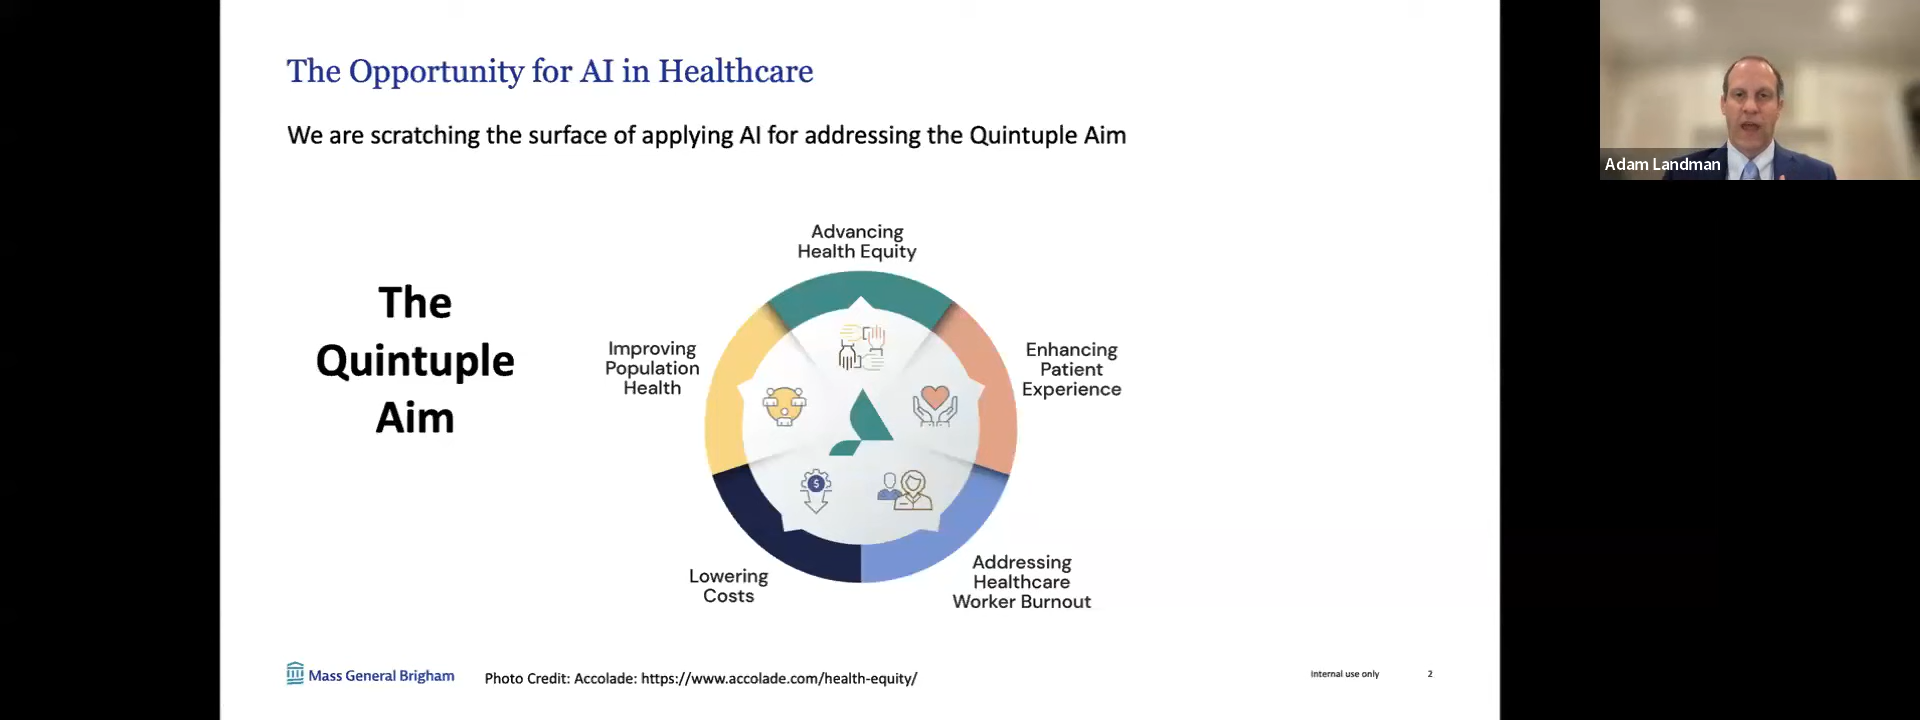 The Opportunity for AI in Healthcare
We are scratching the surface of applying AI for addressing the Quintuple Aim
The
Quintuple
Aim
Advancing
Health Equity
Improving
Population
Health
Enhancing
Patient
Experience
$
Lowering
Costs
Addressing
Healthcare
Worker Burnout
Mass General Brigham
Photo Credit: Accolade: https://www.accolade.com/health-equity/
Internal use only
2
Adam Landman